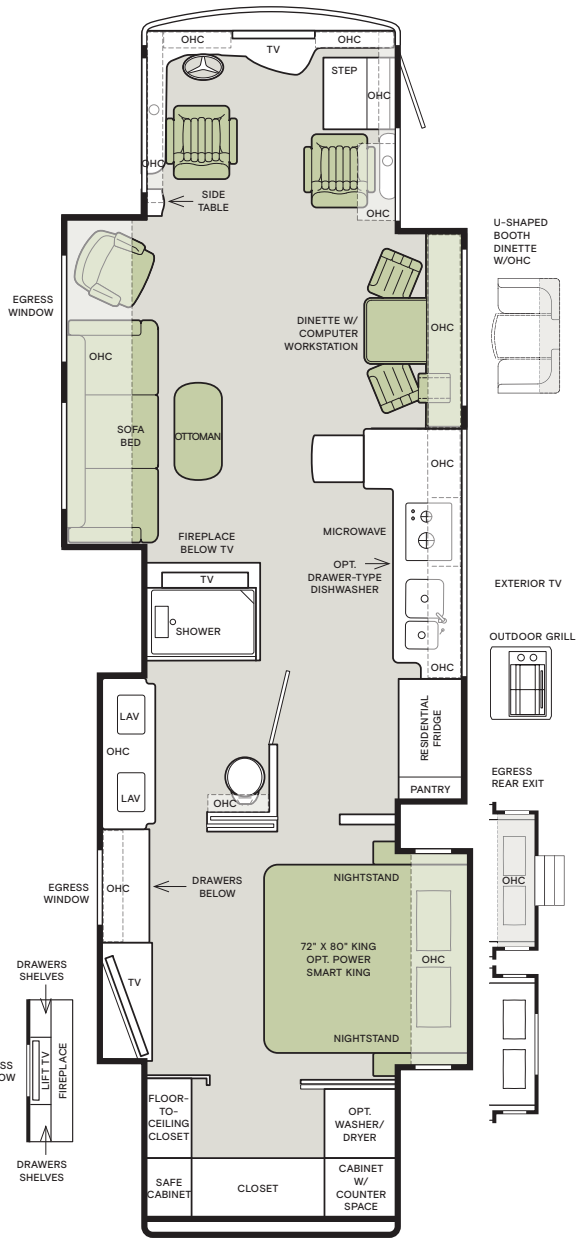 OHC
TV
OHC
STEP
OHC
OHC
SIDE
TABLE
OHC
U-SHAPED
BOOTH
DINETTE
W/OHC
EGRESS
WINDOW
DINETTE W/
COMPUTER
WORKSTATION
OHC
OHC
SOFA
BED
OTTOMAN
OHC
MICROWAVE
FIREPLACE
BELOW TV
OPT.
DRAWER-TYPE
DISHWASHER
TV
EXTERIOR TV
SHOWER
OUTDOOR GRILL
OHC
RESIDENTIAL
FRIDGE
LAV
OHC
LAV
OHC
PANTRY
EGRESS
REAR EXIT
OHC
EGRESS
WINDOW
OHC
DRAWERS
BELOW
NIGHTSTAND
72" X 80" KING
OPT. POWER
SMART KING
OHC
TV
NIGHTSTAND
DRAWERS
SHELVES
LIFT TV
FIREPLACE
DRAWERS
SHELVES
FLOOR-
TO-
CEILING
CLOSET
OPT.
WASHER/
DRYER
SAFE
CABINET
CLOSET
CABINET
W/
COUNTER
SPACE